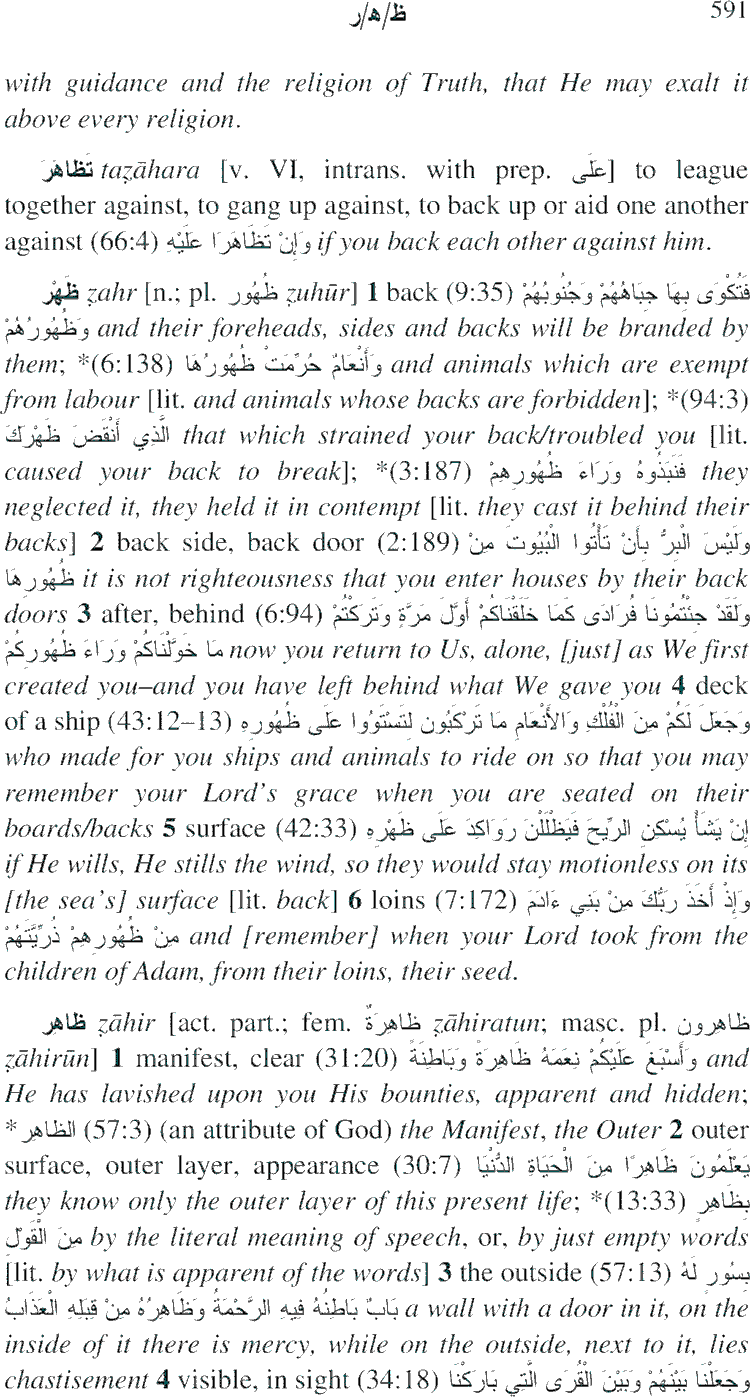 ظ/ه/ر 591
with guidance and the religion of Truth, that He may exalt it
above every religion.
تَظاهَرَ taẓāhara [v. VI, intrans. with prep. عَلَى] to league
together against, to gang up against, to back up or aid one another
against (66:4) وَإِنْ تَظَاهَرَا عَلَيْهِ if you back each other against him.
ظَهْر ẓahr [n.; pl. ظُهُور ẓuhūr] 1 back (9:35) فَتُكْوَى بِهَا جِبَاهُهُمْ وَجُنُوبُهُمْ
وَظُهُورُهُمْ and their foreheads, sides and backs will be branded by
them; *(6:138) وَأَنْعَامٌ حُرِّمَتْ ظُهُورُهَا and animals which are exempt
from labour [lit. and animals whose backs are forbidden]; *(94:3)
الَّذِي أَنْقَضَ ظَهْرَكَ that which strained your back/troubled you [lit.
caused your back to break]; *(3:187) فَنَبَذُوهُ وَرَاءَ ظُهُورِهِمْ they
neglected it, they held it in contempt [lit. they cast it behind their
backs] 2 back side, back door (2:189) وَلَيْسَ الْبِرُّ بِأَنْ تَأْتُوا الْبُيُوتَ مِنْ
ظُهُورِهَا it is not righteousness that you enter houses by their back
doors 3 after, behind (6:94) وَلَقَدْ جِئْتُمُونَا فُرَادَى كَمَا خَلَقْنَاكُمْ أَوَّلَ مَرَّةٍ وَتَرَكْتُمْ
مَا خَوَّلْنَاكُمْ وَرَاءَ ظُهُورِكُمْ now you return to Us, alone, [just] as We first
created you–and you have left behind what We gave you 4 deck
of a ship (43:12–13) وَجَعَلَ لَكُمْ مِنَ الْفُلْكِ وَالأَنْعَامِ مَا تَرْكَبُون لِتَسْتَوُوا عَلَى ظُهُورِهِ
who made for you ships and animals to ride on so that you may
remember your Lord's grace when you are seated on their
boards/backs 5 surface (42:33) إِنْ يَشَأْ يُسْكِنِ الرِّيحَ فَيَظْلَلْنَ رَوَاكِدَ عَلَى ظَهْرِهِ
if He wills, He stills the wind, so they would stay motionless on its
[the sea's] surface [lit. back] 6 loins (7:172) وَإِذْ أَخَذَ رَبُّكَ مِنْ بَنِي ءَادَمَ
مِنْ ظُهُورِهِمْ ذُرِّيَّتَهُمْ and [remember] when your Lord took from the
children of Adam, from their loins, their seed.
ظاهر ẓāhir [act. part.; fem. ظاهِرَةٌ ẓāhiratun; masc. pl. ظاهِرون
ẓāhirūn] 1 manifest, clear (31:20) وَأَسْبَغَ عَلَيْكُمْ نِعَمَهُ ظَاهِرَةً وَبَاطِنَةً and
He has lavished upon you His bounties, apparent and hidden;
*الظاهر (57:3) (an attribute of God) the Manifest, the Outer 2 outer
surface, outer layer, appearance (30:7) يَعْلَمُونَ ظَاهِرًا مِنَ الْحَيَاةِ الدُّنْيَا
they know only the outer layer of this present life; *(13:33) بِظَاهِرٍ
مِنَ الْقَوْلِ by the literal meaning of speech, or, by just empty words
[lit. by what is apparent of the words] 3 the outside (57:13) بِسُورٍ لَهُ
بَابٌ بَاطِنُهُ فِيهِ الرَّحْمَةُ وَظَاهِرُهُ مِنْ قِبَلِهِ الْعَذَابُ a wall with a door in it, on the
inside of it there is mercy, while on the outside, next to it, lies
chastisement 4 visible, in sight (34:18) وَجَعَلْنَا بَيْنَهُمْ وَبَيْنَ الْقُرَى الَّتِي بَارَكْنَا